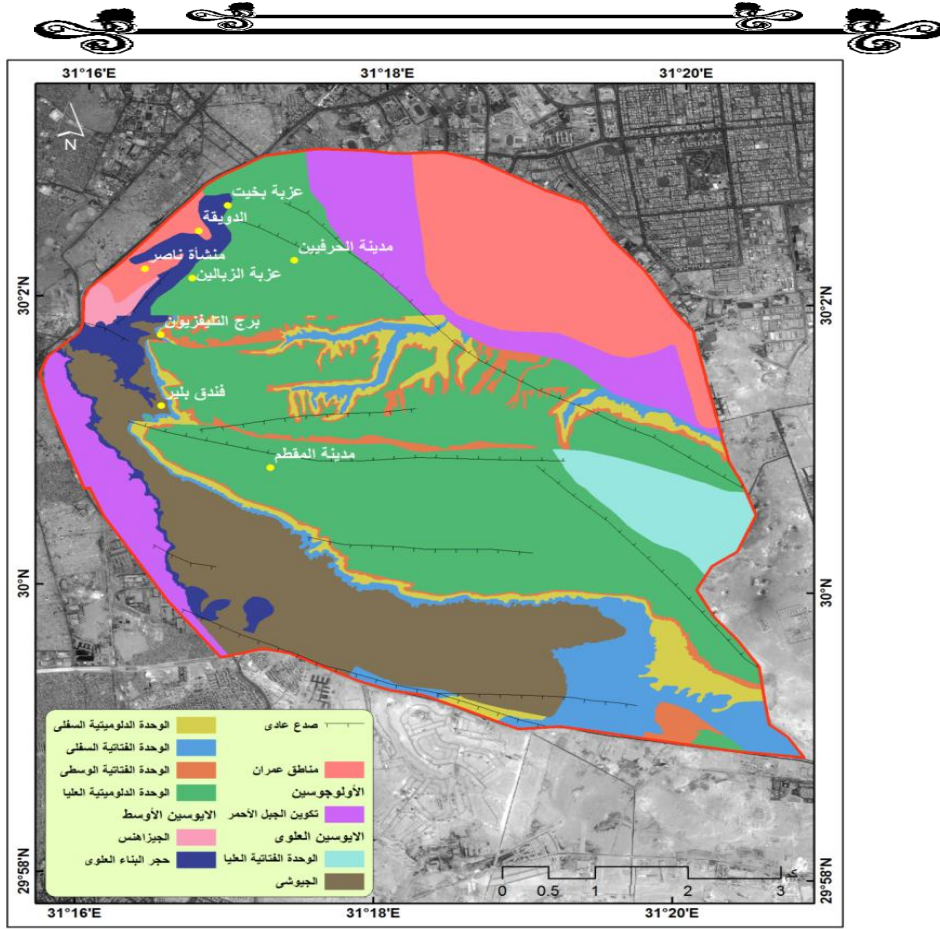 31°16'E 31°18'E 31°20'E
N
عزبة بخيت
الدويقة
مدينة الحرفيين
منشأة ناصر
عزبة الزبالين
30°2'N 30°2'N
برج التليفزيون
فندق بلير
مدينة المقطم
30°N 30°N
صدع عادى
مناطق عمران
الأولوجوسين
تكوين الجبل الأحمر
الايوسين العلوى
الوحدة الفتاتية العليا
الجيوشى
الوحدة الدلوميتية السفلى
الوحدة الفتاتية السفلى
الوحدة الفتاتية الوسطى
الوحدة الدلوميتية العليا
الايوسين الأوسط
الجيزاهنس
حجر البناء العلوى
0 0.5 1 2 3 كم
29°58'N 29°58'N
31°16'E 31°18'E 31°20'E